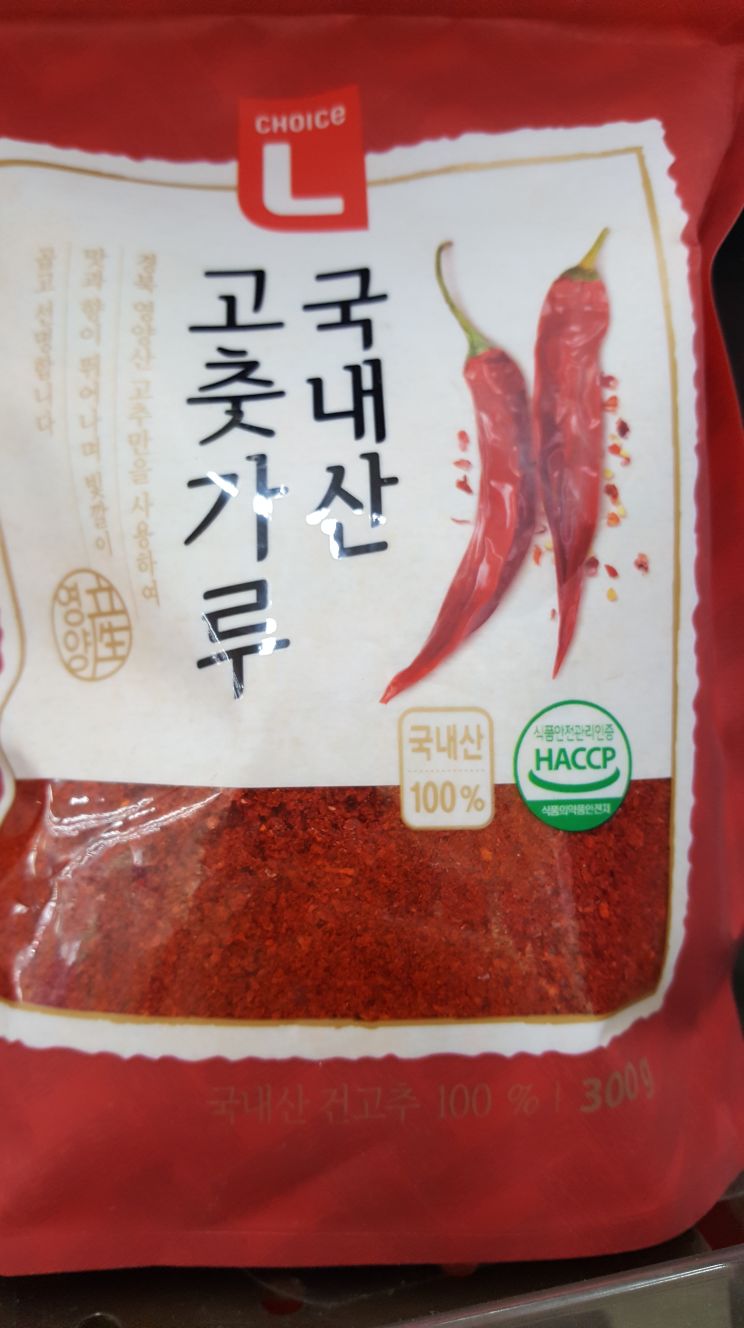 CHOICE
L
국내산
고춧가루
경북 영양산 고추만을 사용하여
맛과 향이 뛰어나며 빛깔이
곱고 선명합니다
영양
국내산
100%
식품안전관리인증
HACCP
식품의약품안전처
국내산 건고추 100 % | 300g